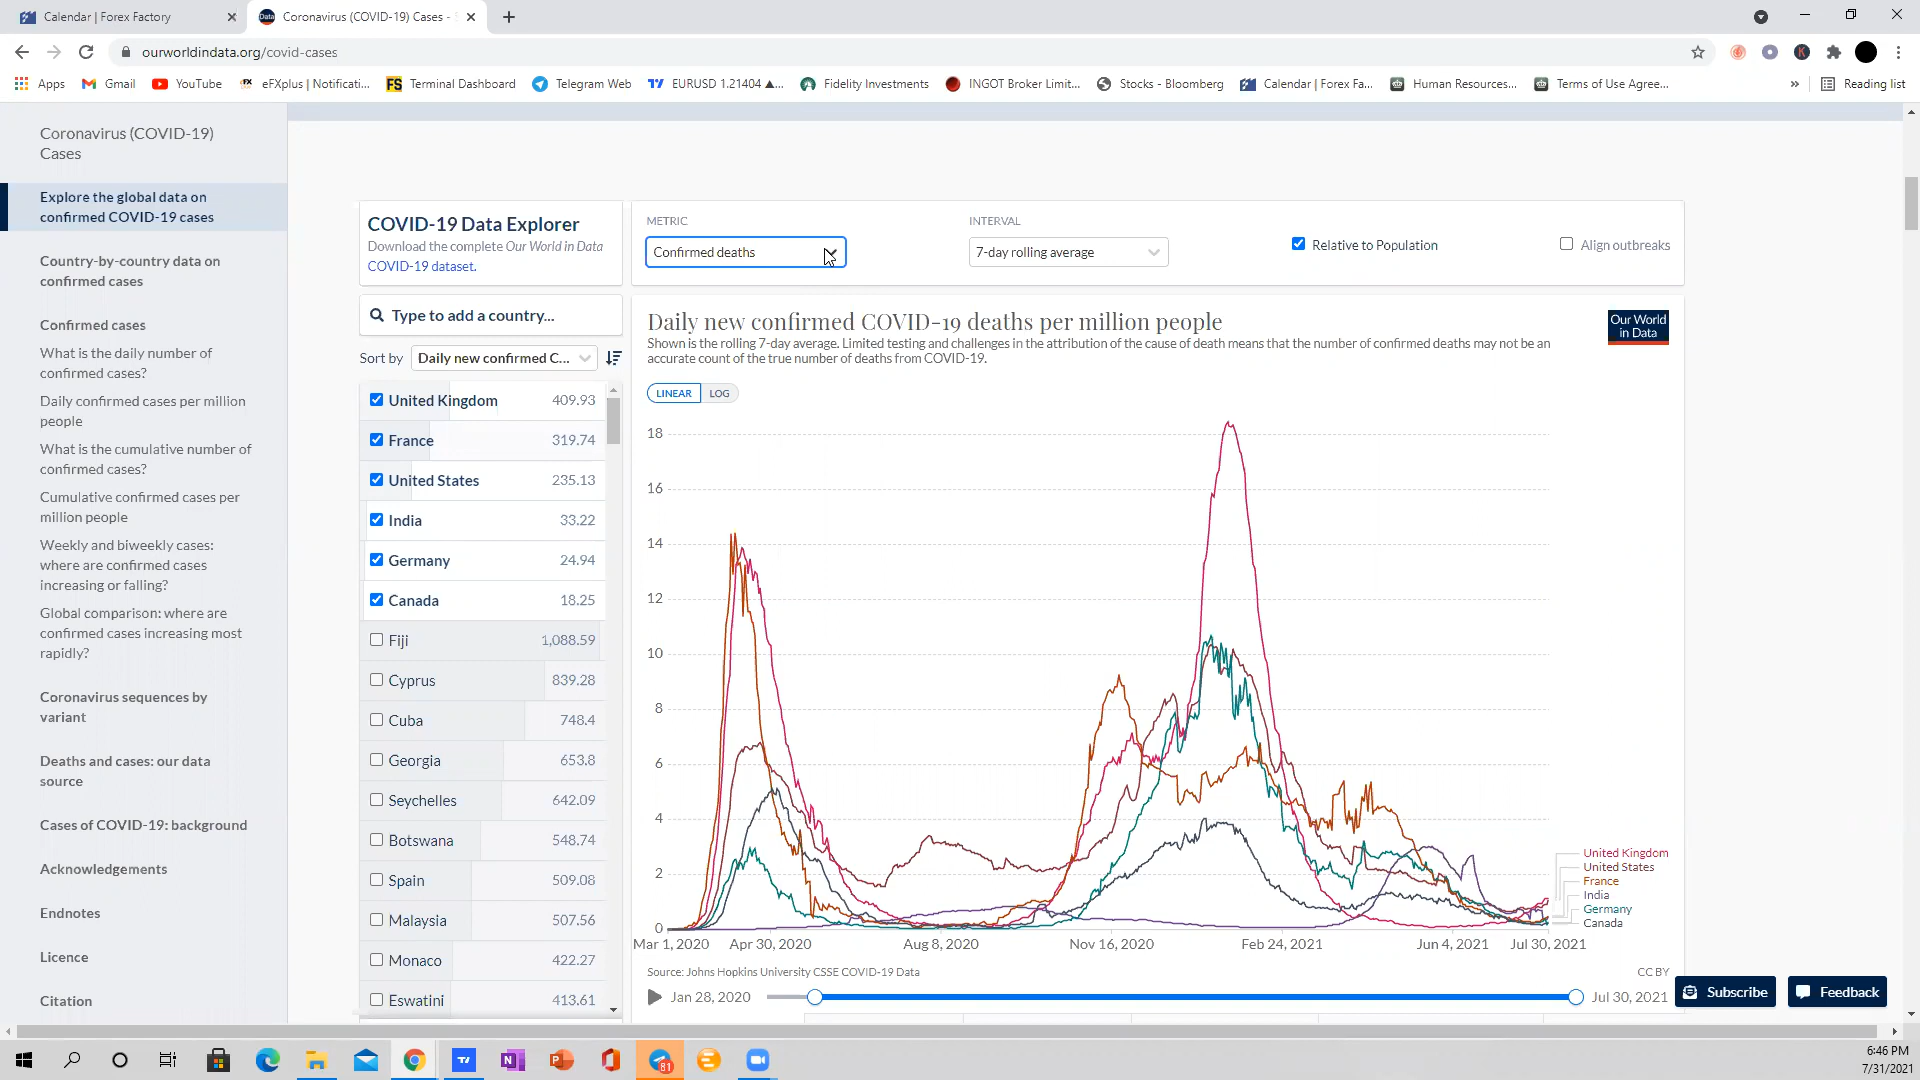 Calendar | Forex Factory
Coronavirus (COVID-19) Cases -
ourworldindata.org/covid-cases
Apps
Gmail
YouTube
eFXplus | Notificati...
Terminal Dashboard
Telegram Web
EURUSD 1.21404 ▲...
Fidelity Investments
INGOT Broker Limit...
Stocks - Bloomberg
Calendar | Forex Fa...
Human Resources...
Terms of Use Agree...
»
Reading list
Coronavirus (COVID-19)
Cases
Explore the global data on
confirmed COVID-19 cases
Country-by-country data on
confirmed cases
Confirmed cases
What is the daily number of
confirmed cases?
Daily confirmed cases per million
people
What is the cumulative number of
confirmed cases?
Cumulative confirmed cases per
million people
Weekly and biweekly cases:
where are confirmed cases
increasing or falling?
Global comparison: where are
confirmed cases increasing most
rapidly?
Coronavirus sequences by
variant
Deaths and cases: our data
source
Cases of COVID-19: background
Acknowledgements
Endnotes
Licence
Citation
COVID-19 Data Explorer
Download the complete Our World in Data
COVID-19 dataset.
METRIC
Confirmed deaths
INTERVAL
7-day rolling average
Relative to Population
Align outbreaks
Type to add a country...
Sort by
Daily new confirmed C...
United Kingdom 409.93
France 319.74
United States 235.13
India 33.22
Germany 24.94
Canada 18.25
Fiji 1,088.59
Cyprus 839.28
Cuba 748.4
Georgia 653.8
Seychelles 642.09
Botswana 548.74
Spain 509.08
Malaysia 507.56
Monaco 422.27
Eswatini 413.61
Daily new confirmed COVID-19 deaths per million people
Shown is the rolling 7-day average. Limited testing and challenges in the attribution of the cause of death means that the number of confirmed deaths may not be an
accurate count of the true number of deaths from COVID-19.
Our World
in Data
LINEAR
LOG
18
16
14
12
10
8
6
4
2
0
United Kingdom
United States
France
India
Germany
Canada
Mar 1, 2020
Apr 30, 2020
Aug 8, 2020
Nov 16, 2020
Feb 24, 2021
Jun 4, 2021
Jul 30, 2021
Source: Johns Hopkins University CSSE COVID-19 Data
CC BY
Jan 28, 2020
Jul 30, 2021
Subscribe
Feedback
81
6:46 PM
7/31/2021